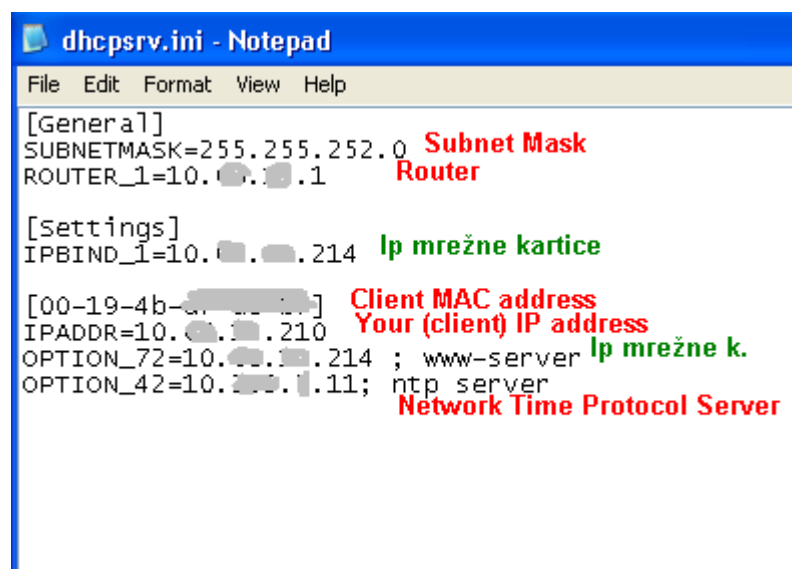 dhcpsrv.ini - Notepad
File Edit Format View Help
[General]
SUBNETMASK=255.255.252.0 Subnet Mask
ROUTER_1=10. . .1 Router
[Settings]
IPBIND_1=10. . .214 Ip mrežne kartice
[00-19-4b- ] Client MAC address
IPADDR=10. . .210 Your (client) IP address
OPTION_72=10. . .214 ; www-server Ip mrežne k.
OPTION_42=10. . .11; ntp server
Network Time Protocol Server